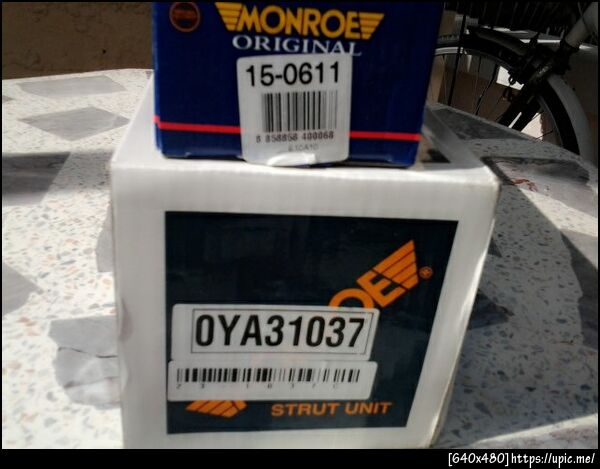 MONROE
ORIGINAL
15-0611
8 858858 400068
OE®
0YA31037
STRUT UNIT
[640x480]https://upic.me/